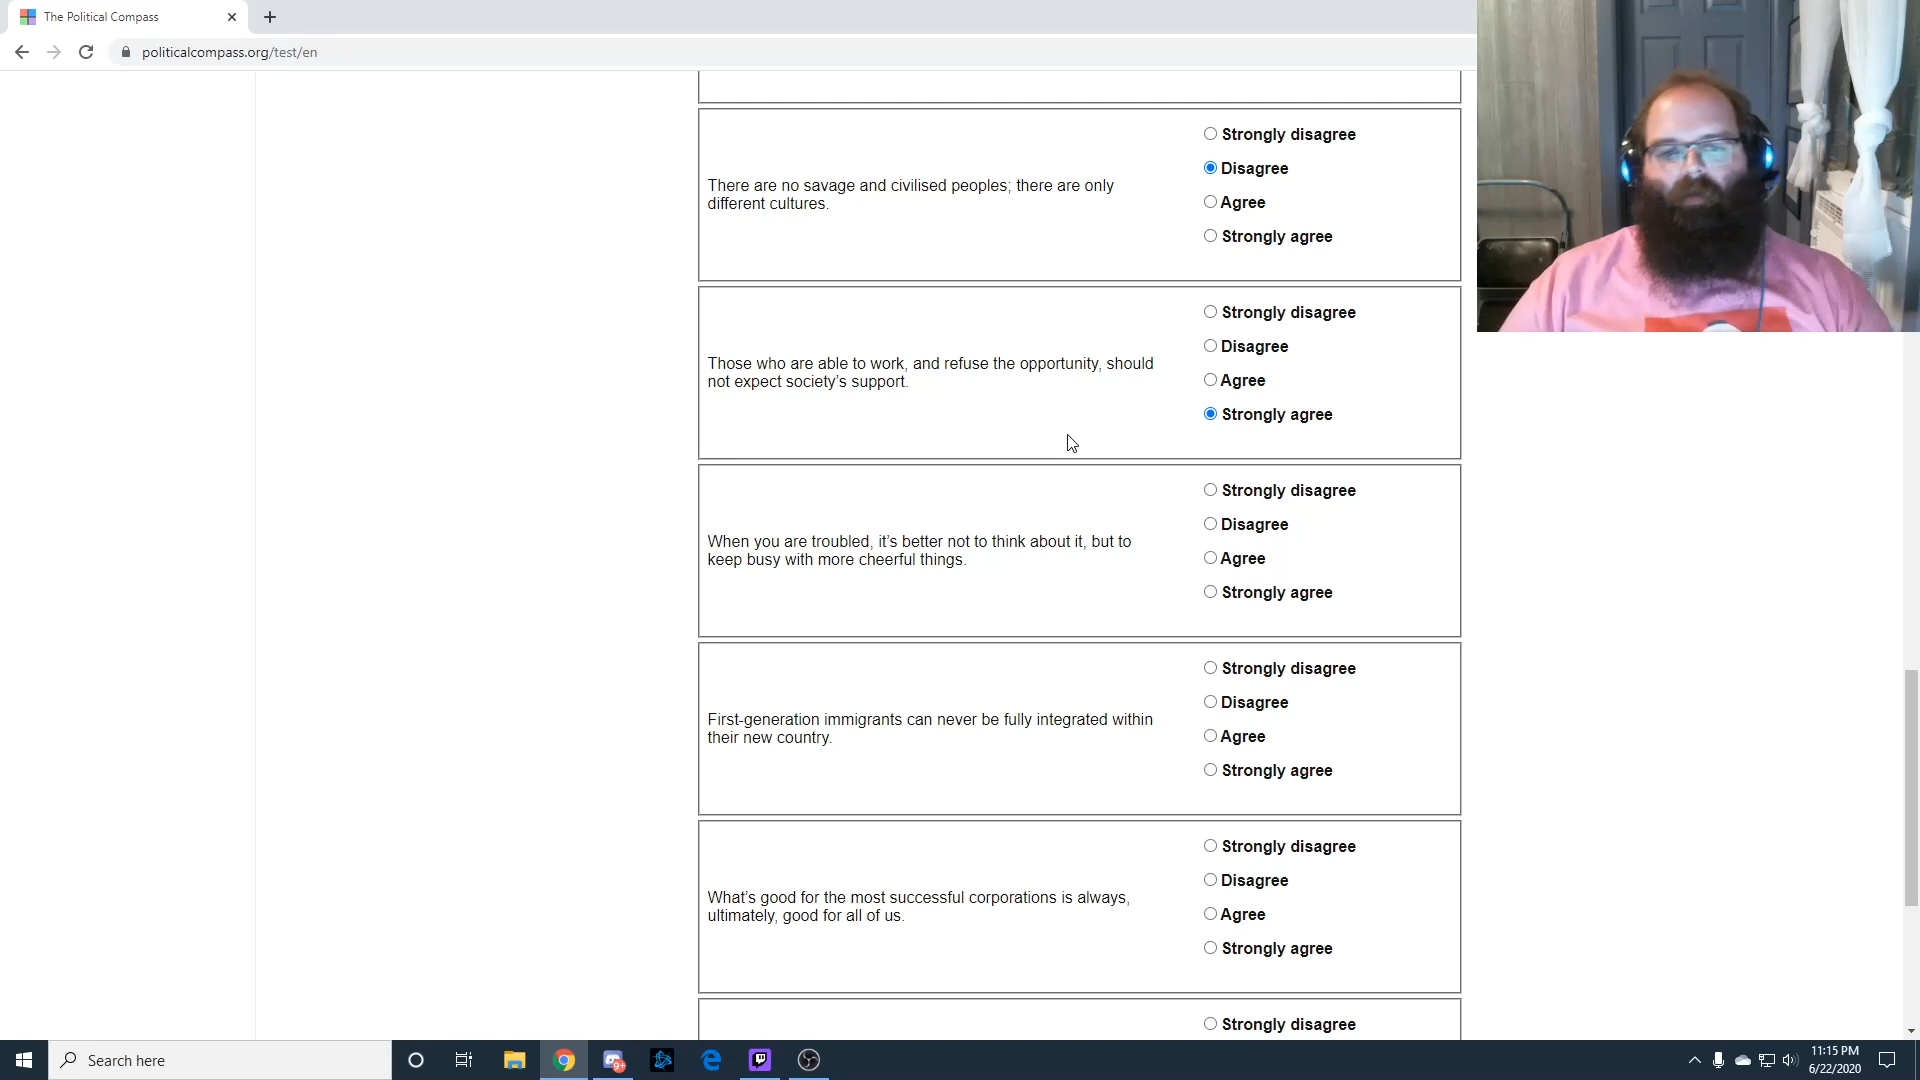 The Political Compass
politicalcompass.org/test/en
Strongly disagree
Disagree
There are no savage and civilised peoples; there are only
different cultures.
Agree
Strongly agree
Strongly disagree
Disagree
Those who are able to work, and refuse the opportunity, should
not expect society’s support.
Agree
Strongly agree
Strongly disagree
Disagree
When you are troubled, it’s better not to think about it, but to
keep busy with more cheerful things.
Agree
Strongly agree
Strongly disagree
Disagree
First-generation immigrants can never be fully integrated within
their new country.
Agree
Strongly agree
Strongly disagree
Disagree
What’s good for the most successful corporations is always,
ultimately, good for all of us.
Agree
Strongly agree
Strongly disagree
Search here
9+
11:15 PM
6/22/2020